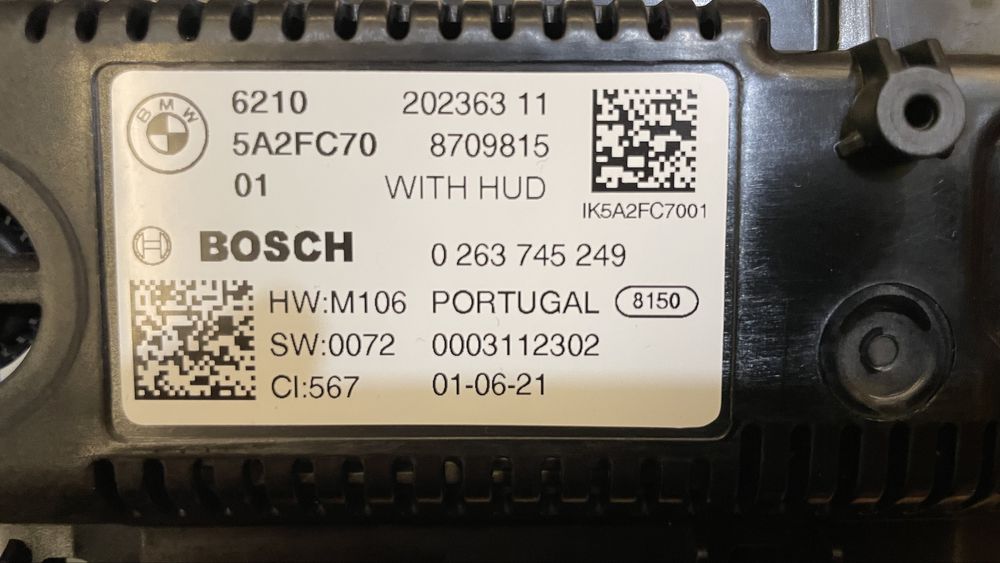 BMW
6210 202363 11
5A2FC70 8709815
01 WITH HUD
IK5A2FC7001
BOSCH 0 263 745 249
HW:M106 PORTUGAL 8150
SW:0072 0003112302
CI:567 01-06-21